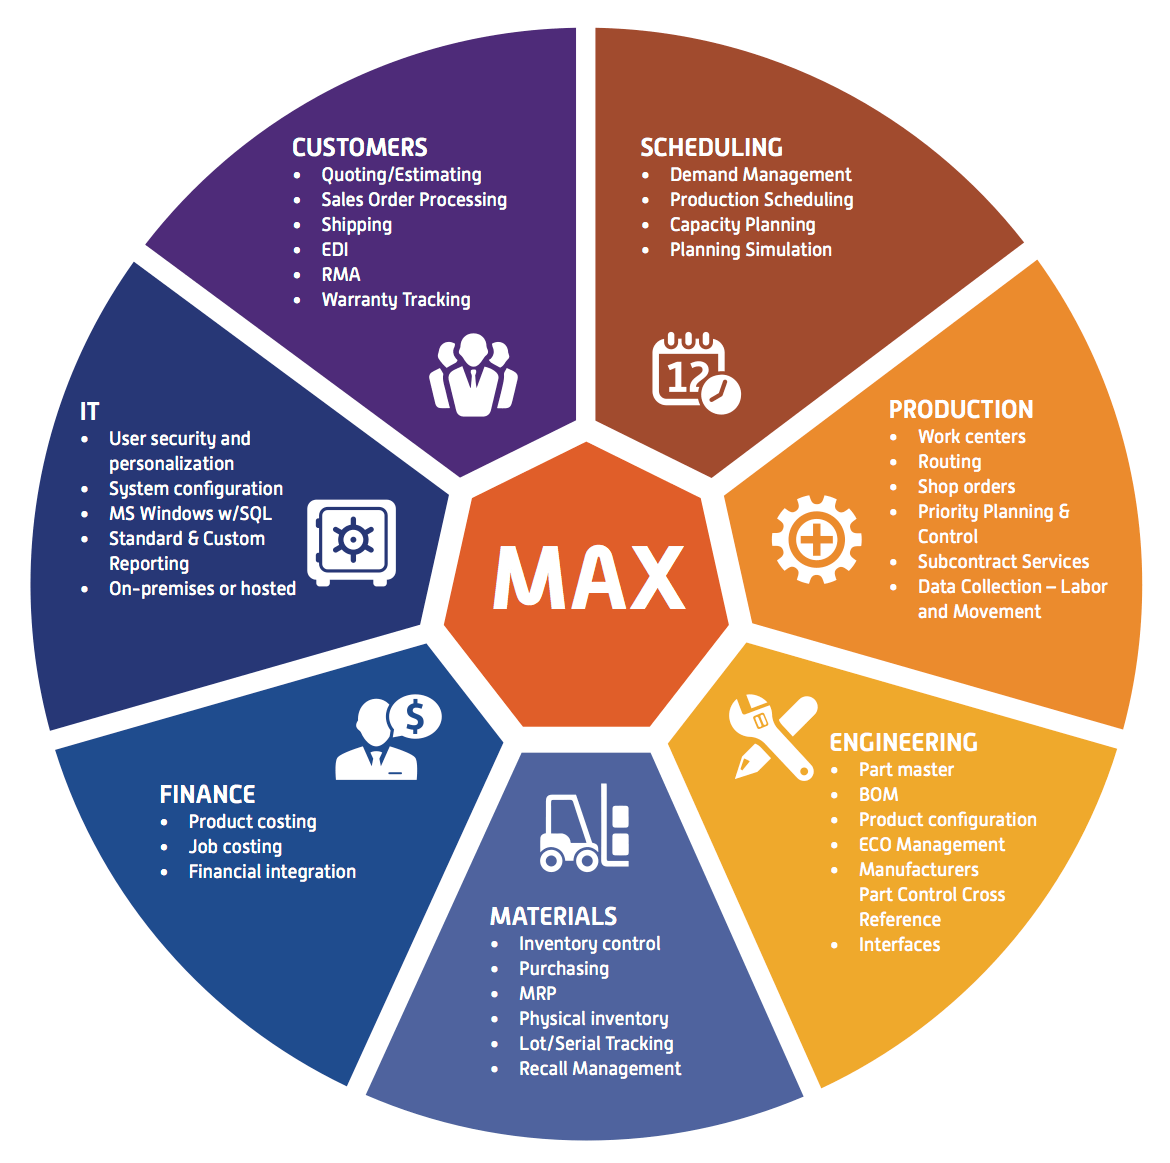 CUSTOMERS
• Quoting/Estimating
• Sales Order Processing
• Shipping
• EDI
• RMA
• Warranty Tracking
SCHEDULING
• Demand Management
• Production Scheduling
• Capacity Planning
• Planning Simulation
12
PRODUCTION
• Work centers
• Routing
• Shop orders
• Priority Planning &
Control
• Subcontract Services
• Data Collection – Labor
and Movement
ENGINEERING
• Part master
• BOM
• Product configuration
• ECO Management
• Manufacturers
Part Control Cross
Reference
• Interfaces
MATERIALS
• Inventory control
• Purchasing
• MRP
• Physical inventory
• Lot/Serial Tracking
• Recall Management
$
FINANCE
• Product costing
• Job costing
• Financial integration
IT
• User security and
personalization
• System configuration
• MS Windows w/SQL
• Standard & Custom
Reporting
• On-premises or hosted
MAX